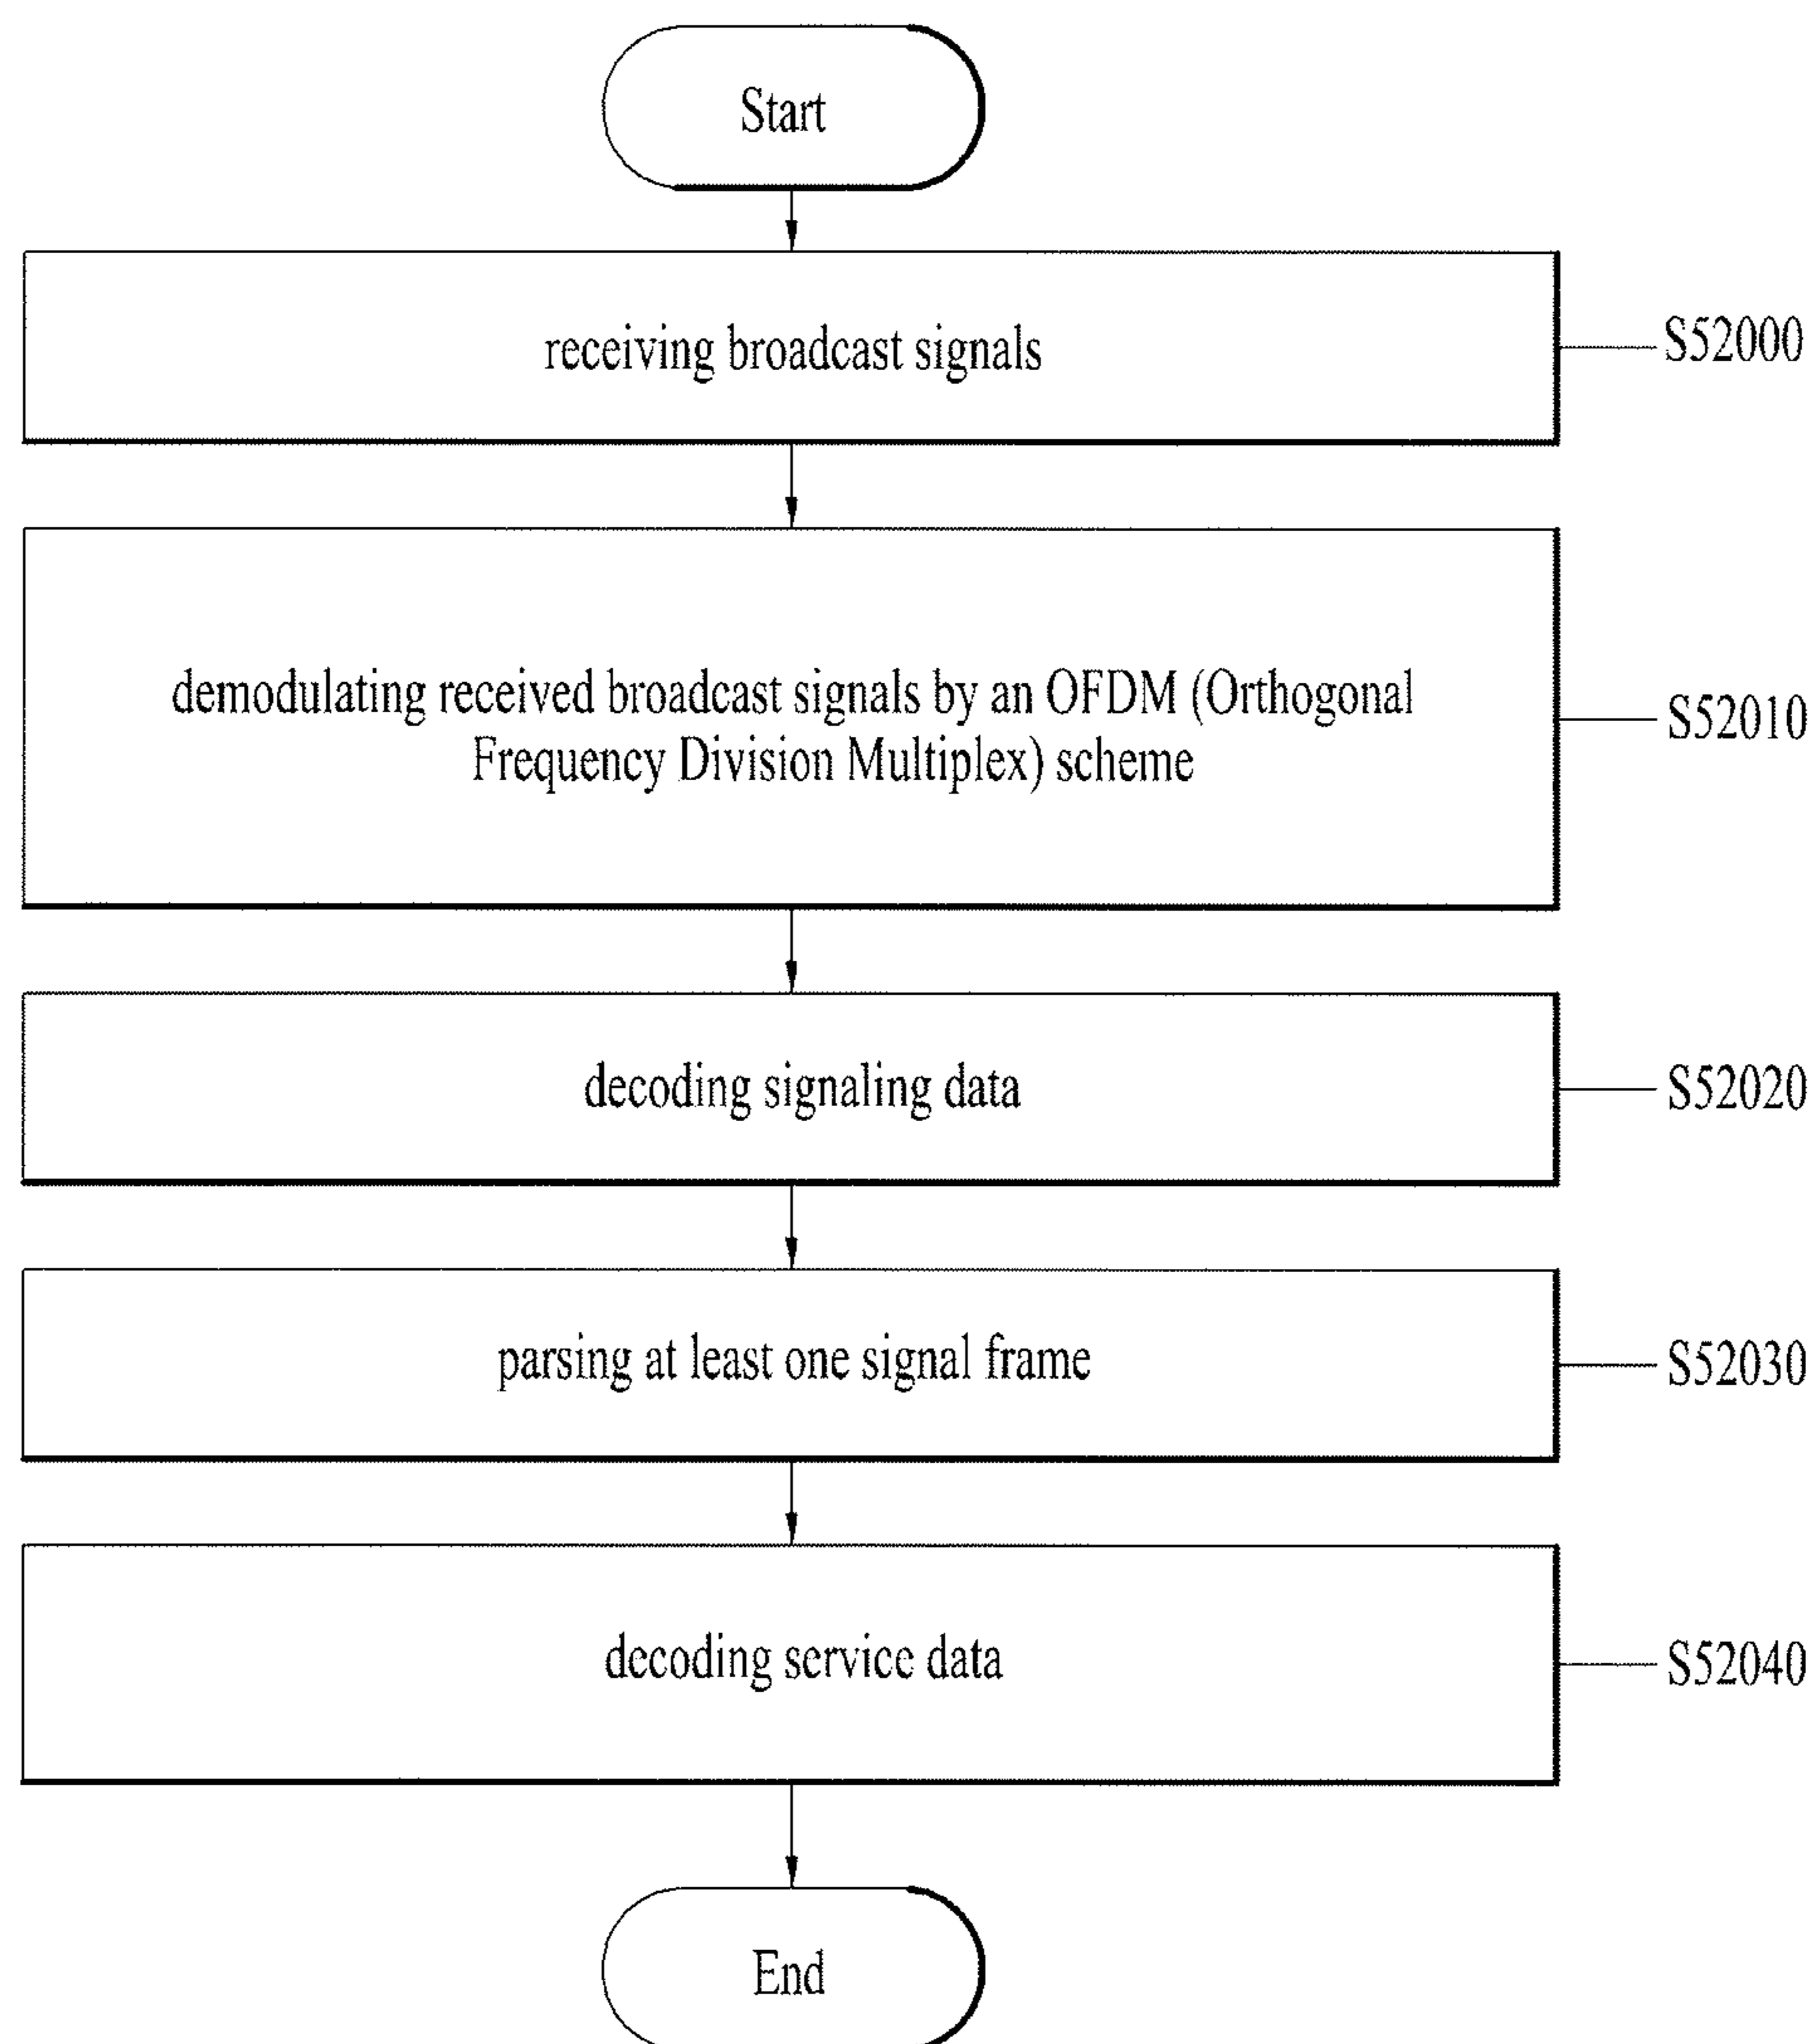 Start
receiving broadcast signals
S52000
demodulating received broadcast signals by an OFDM (Orthogonal
Frequency Division Multiplex) scheme
S52010
decoding signaling data
S52020
parsing at least one signal frame
S52030
decoding service data
S52040
End